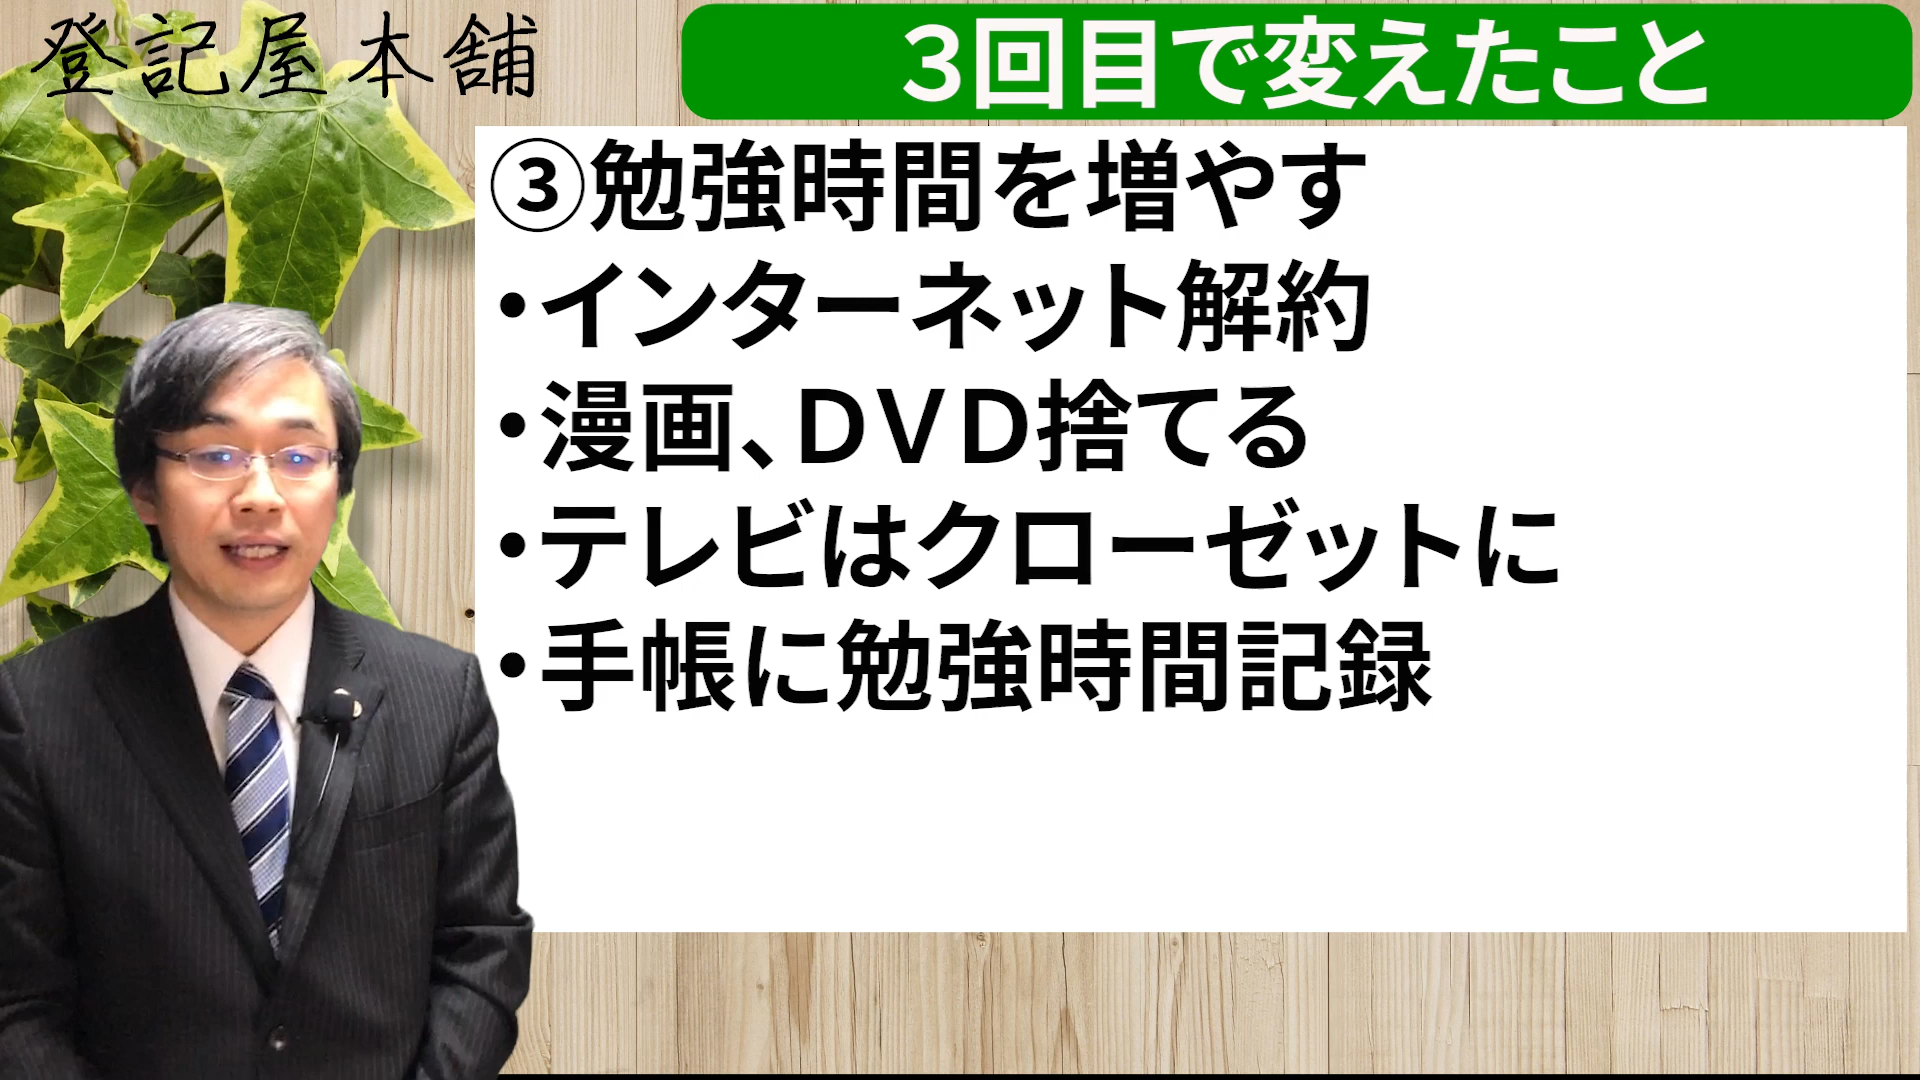 登記屋本舗
３回目で変えたこと
③勉強時間を増やす
・インターネット解約
・漫画、ＤＶＤ捨てる
・テレビはクローゼットに
・手帳に勉強時間記録